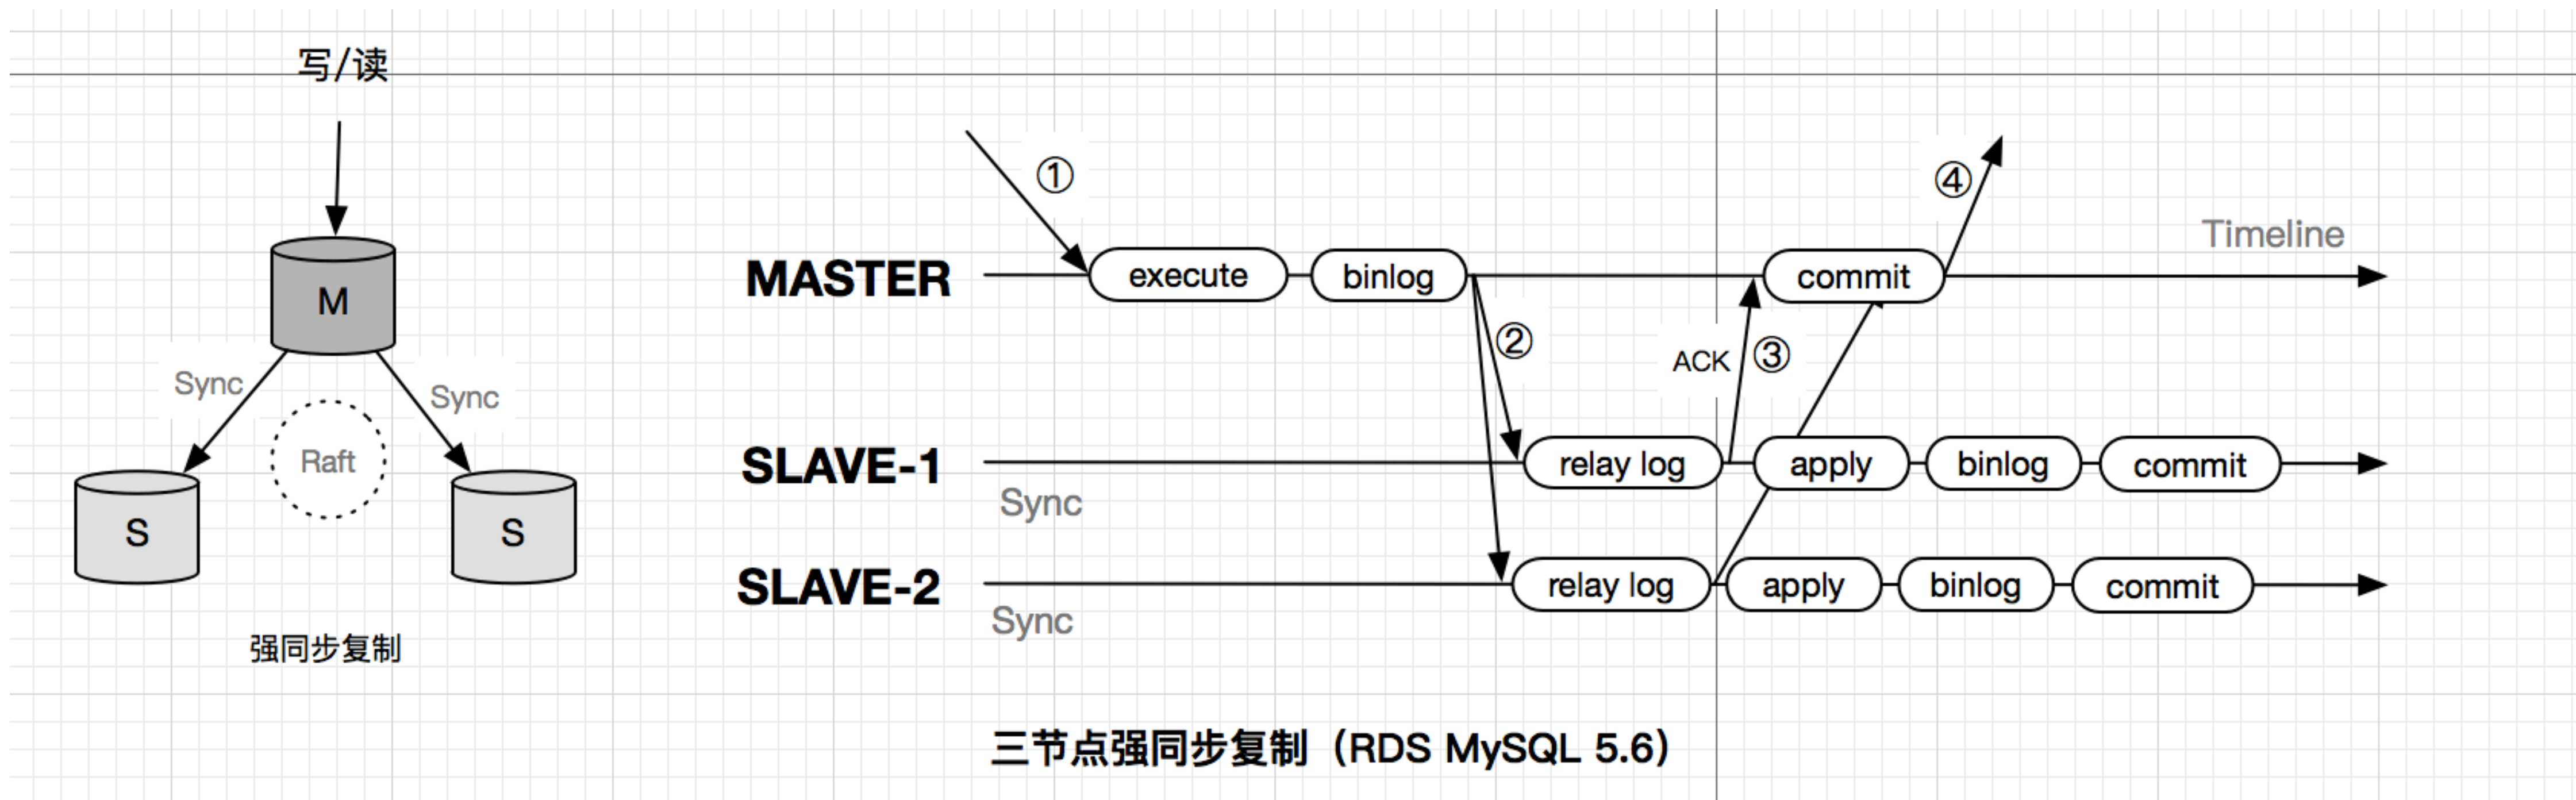 写/读
M
Sync
Sync
Raft
S
S
强同步复制
①
④
Timeline
MASTER
execute
binlog
commit
②
ACK
③
SLAVE-1
relay log
apply
binlog
commit
Sync
SLAVE-2
relay log
apply
binlog
commit
Sync
三节点强同步复制（RDS MySQL 5.6）